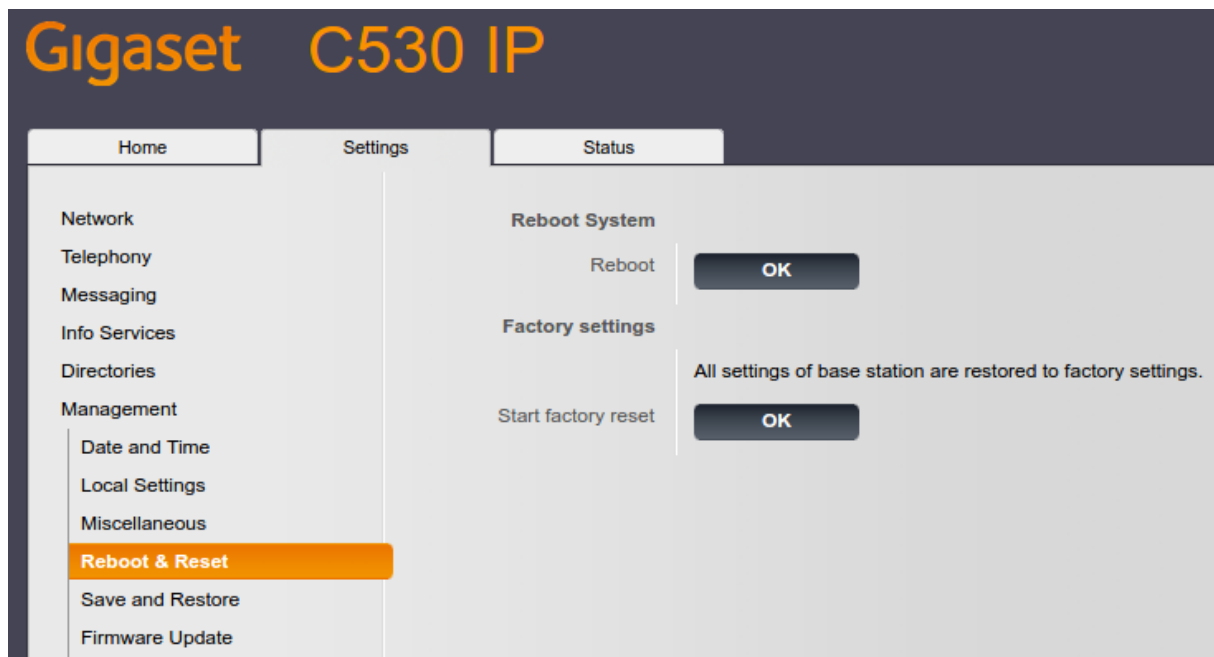 Gigaset C530 IP
Home Settings Status
Network
Telephony
Messaging
Info Services
Directories
Management
Date and Time
Local Settings
Miscellaneous
Reboot & Reset
Save and Restore
Firmware Update
Reboot System
Reboot OK
Factory settings
All settings of base station are restored to factory settings.
Start factory reset OK